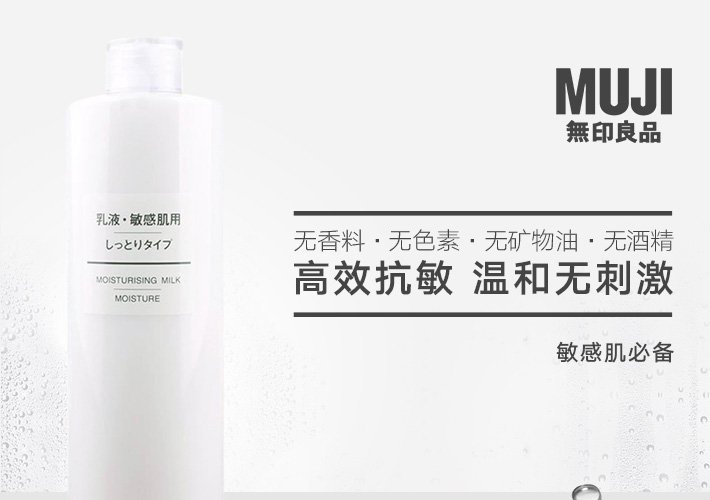 MUJI
無印良品
乳液・敏感肌用
しっとりタイプ
MOISTURISING MILK
MOISTURE
无香料·无色素·无矿物油·无酒精
高效抗敏 温和无刺激
敏感肌必备